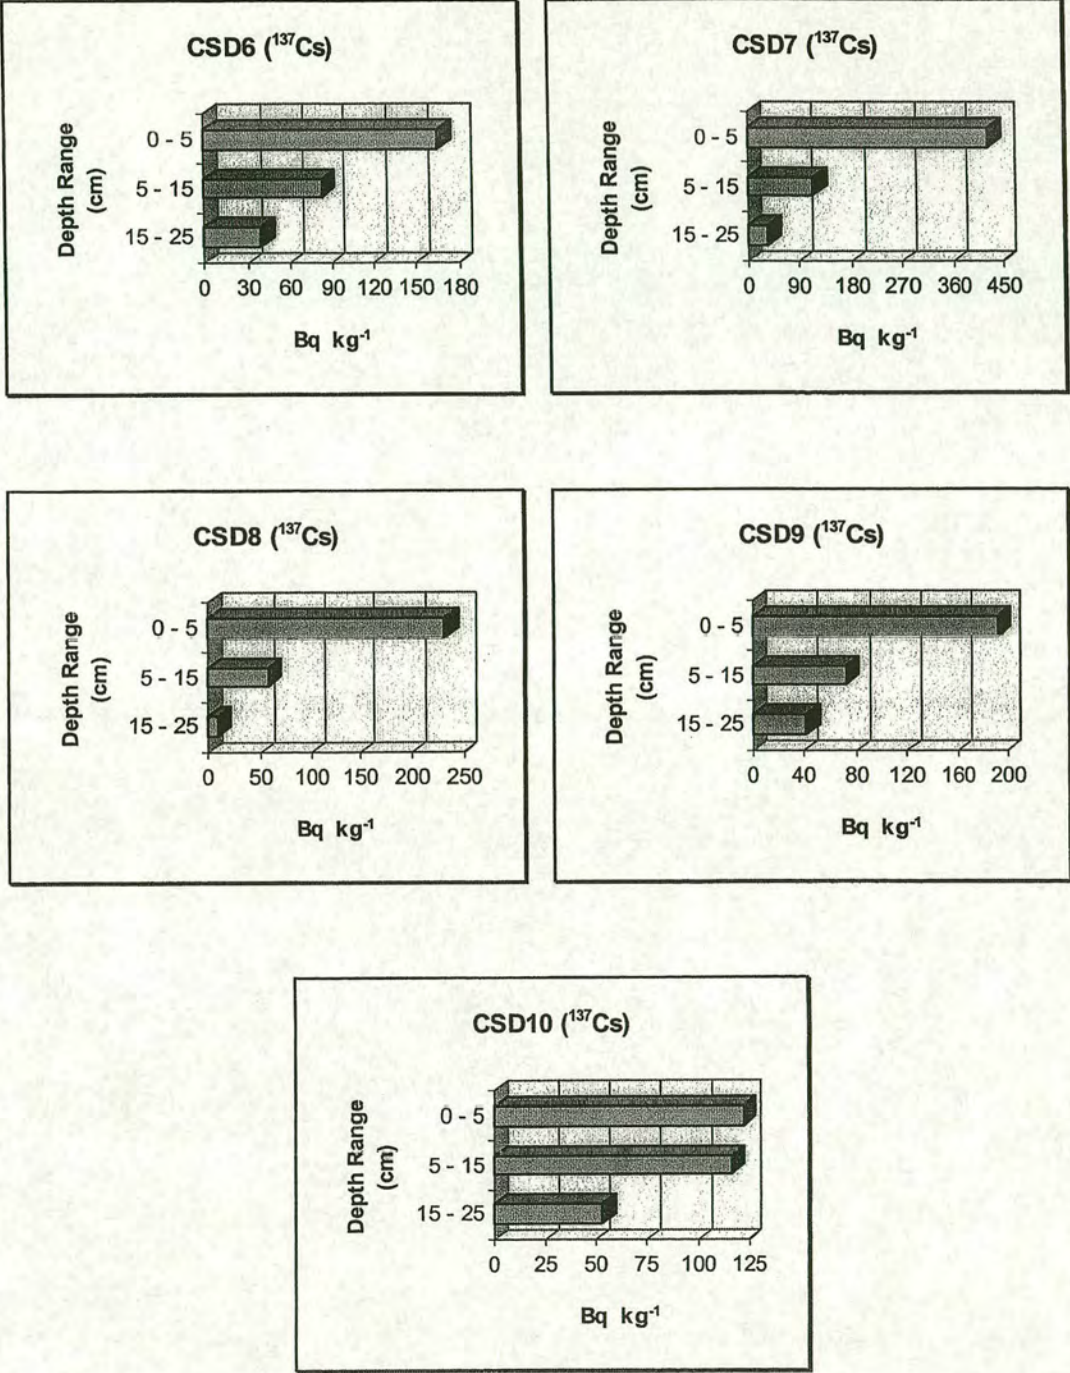 CSD6 (¹³⁷Cs)
Depth Range
(cm)
0 - 5
5 - 15
15 - 25
0 30 60 90 120 150 180
Bq kg⁻¹
CSD7 (¹³⁷Cs)
Depth Range
(cm)
0 - 5
5 - 15
15 - 25
0 90 180 270 360 450
Bq kg⁻¹
CSD8 (¹³⁷Cs)
Depth Range
(cm)
0 - 5
5 - 15
15 - 25
0 50 100 150 200 250
Bq kg⁻¹
CSD9 (¹³⁷Cs)
Depth Range
(cm)
0 - 5
5 - 15
15 - 25
0 40 80 120 160 200
Bq kg⁻¹
CSD10 (¹³⁷Cs)
Depth Range
(cm)
0 - 5
5 - 15
15 - 25
0 25 50 75 100 125
Bq kg⁻¹